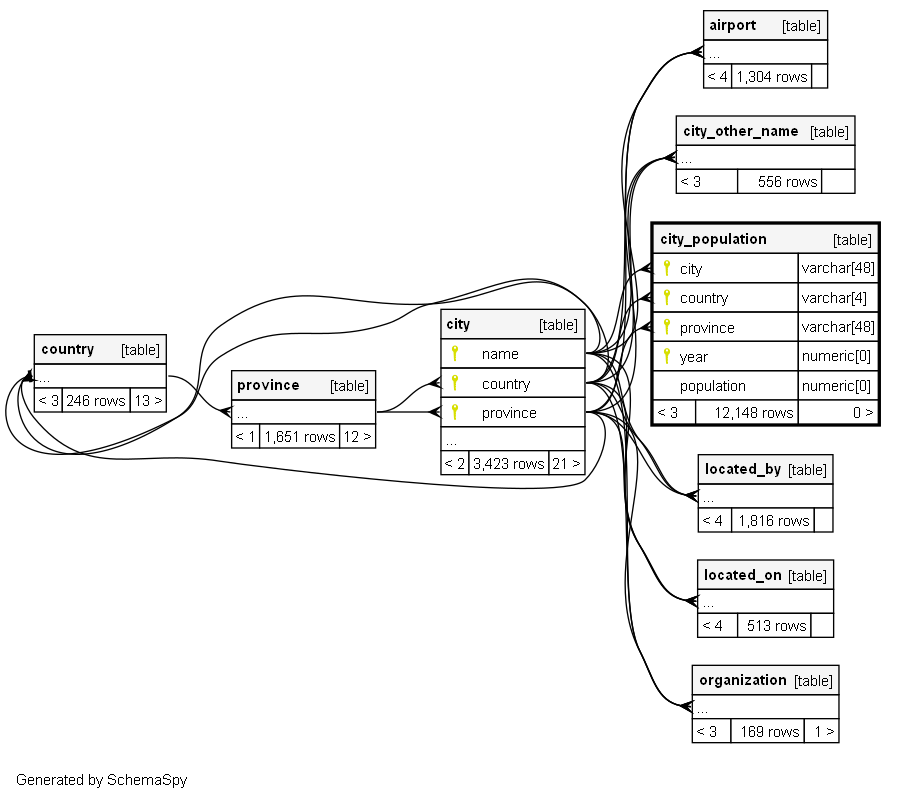 airport [table]
...
< 4 1,304 rows
city_other_name [table]
...
< 3 556 rows
city_population [table]
city varchar[48]
country varchar[4]
province varchar[48]
year numeric[0]
population numeric[0]
< 3 12,148 rows 0 >
city [table]
name
country
province
...
< 2 3,423 rows 21 >
country [table]
...
< 3 246 rows 13 >
province [table]
...
< 1 1,651 rows 12 >
located_by [table]
...
< 4 1,816 rows
located_on [table]
...
< 4 513 rows
organization [table]
...
< 3 169 rows 1 >
Generated by SchemaSpy